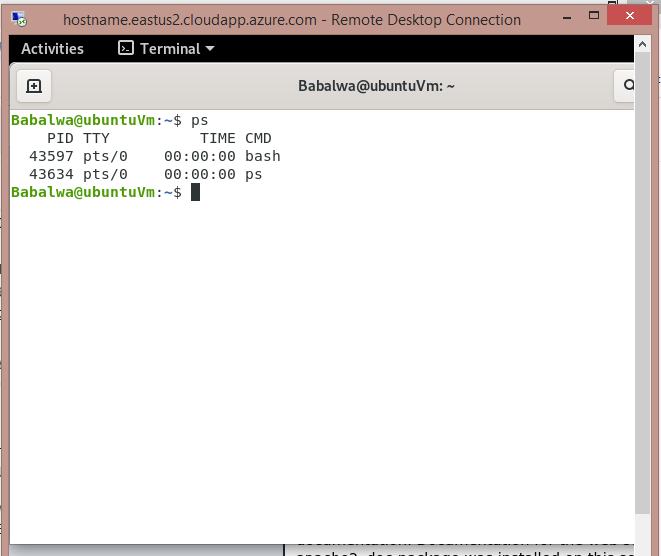 hostname.eastus2.cloudapp.azure.com - Remote Desktop Connection
Activities Terminal
Babalwa@ubuntuVm: ~
Babalwa@ubuntuVm:~$ ps
PID TTY TIME CMD
43597 pts/0 00:00:00 bash
43634 pts/0 00:00:00 ps
Babalwa@ubuntuVm:~$